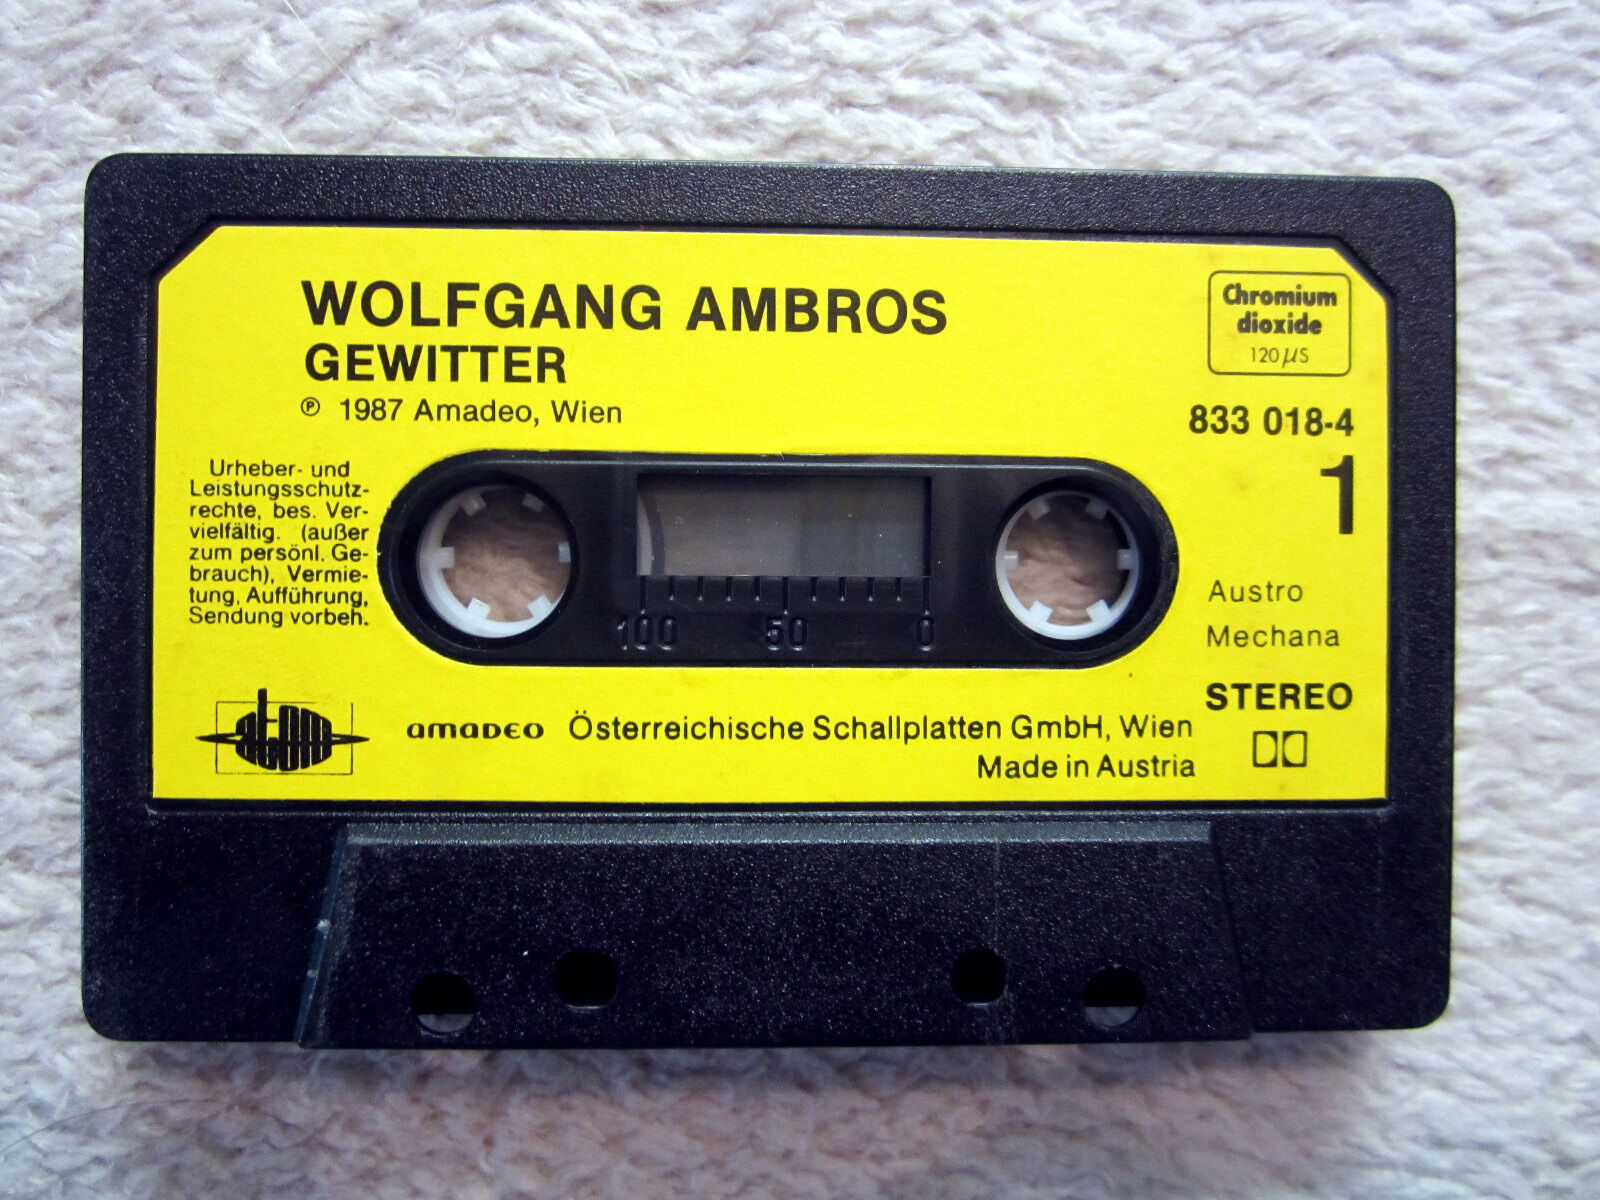 WOLFGANG AMBROS
GEWITTER
℗ 1987 Amadeo, Wien
Chromium
dioxide
120 µS
833 018-4
1
Urheber- und
Leistungsschutz-
rechte, bes. Ver-
vielfältig. (außer
zum persönl. Ge-
brauch), Vermie-
tung, Aufführung,
Sendung vorbeh.
100 50 0
Austro
Mechana
STEREO
atom
amadeo Österreichische Schallplatten GmbH, Wien
Made in Austria